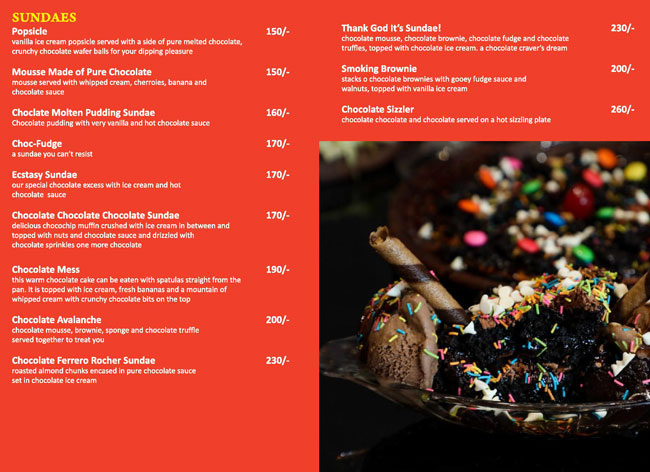 SUNDAES
Popsicle 150/-
vanilla ice cream popsicle served with a side of pure melted chocolate,
crunchy chocolate wafer balls for your dipping pleasure
Mousse Made of Pure Chocolate 150/-
mousse served with whipped cream, cherroies, banana and
chocolate sauce
Choclate Molten Pudding Sundae 160/-
Chocolate pudding with very vanilla and hot chocolate sauce
Choc-Fudge 170/-
a sundae you can't resist
Ecstasy Sundae 170/-
our special chocolate excess with ice cream and hot
chocolate sauce
Chocolate Chocolate Chocolate Sundae 170/-
delicious chocochip muffin crushed with ice cream in between and
topped with nuts and chocolate sauce and drizzled with
chocolate sprinkles one more chocolate
Chocolate Mess 190/-
this warm chocolate cake can be eaten with spatulas straight from the
pan. it is topped with ice cream, fresh bananas and a mountain of
whipped cream with crunchy chocolate bits on the top
Chocolate Avalanche 200/-
chocolate mousse, brownie, sponge and chocolate truffle
served together to treat you
Chocolate Ferrero Rocher Sundae 230/-
roasted almond chunks encased in pure chocolate sauce
set in chocolate ice cream
Thank God It's Sundae! 230/-
chocolate mousse, chocolate brownie, chocolate fudge and chocolate
truffles, topped with chocolate ice cream. a chocolate craver's dream
Smoking Brownie 200/-
stacks o chocolate brownies with gooey fudge sauce and
walnuts, topped with vanilla ice cream
Chocolate Sizzler 260/-
chocolate chocolate and chocolate served on a hot sizzling plate